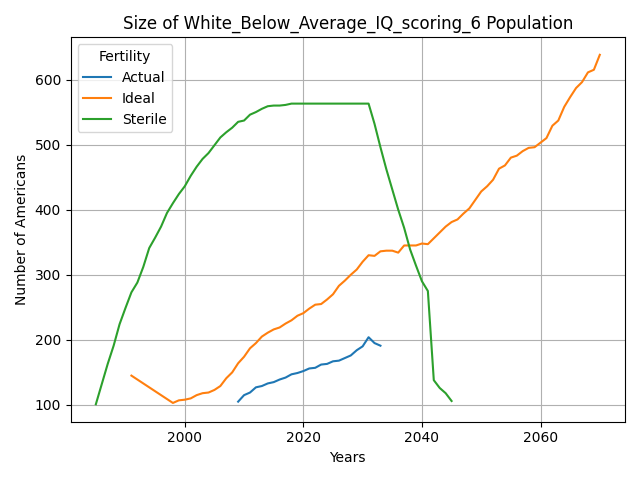 Size of White_Below_Average_IQ_scoring_6 Population
Fertility
Actual
Ideal
Sterile
Number of Americans
600
500
400
300
200
100
2000
2020
2040
2060
Years